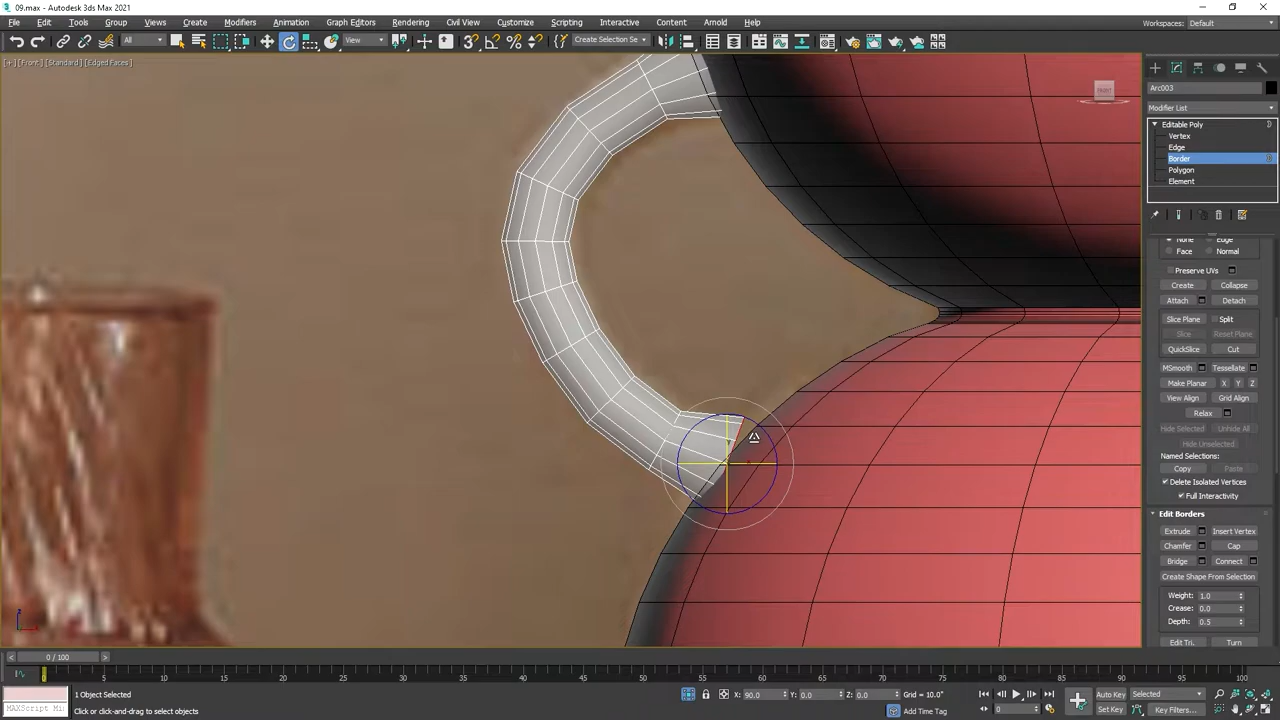 09.max - Autodesk 3ds Max 2021
File Edit Tools Group Views Create Modifiers Animation Graph Editors Rendering Civil View Customize Scripting Interactive Content Arnold Help
Workspaces: Default
All View Create Selection Se
[+] [Front] [Standard] [Edged Faces]
FRONT
Arc003
Modifier List
Editable Poly
Vertex
Edge
Border
Polygon
Element
None Edge
Face Normal
Preserve UVs
Create Collapse
Attach Detach
Slice Plane Split
Slice Reset Plane
QuickSlice Cut
MSmooth Tessellate
Make Planar X Y Z
View Align Grid Align
Relax
Hide Selected Unhide All
Hide Unselected
Named Selections:
Copy Paste
Delete Isolated Vertices
Full Interactivity
Edit Borders
Extrude Insert Vertex
Chamfer Cap
Bridge Connect
Create Shape From Selection
Weight: 1.0
Crease: 0.0
Depth: 0.5
Edit Tri. Turn
0 / 100
0 5 10 15 20 25 30 35 40 45 50 55 60 65 70 75 80 85 90 95 100
1 Object Selected
X: 90.0 Y: 0.0 Z: 0.0 Grid = 10.0"
Auto Key Selected
MAXScript Mi
Click or click-and-drag to select objects
Add Time Tag
0
Set Key Key Filters...